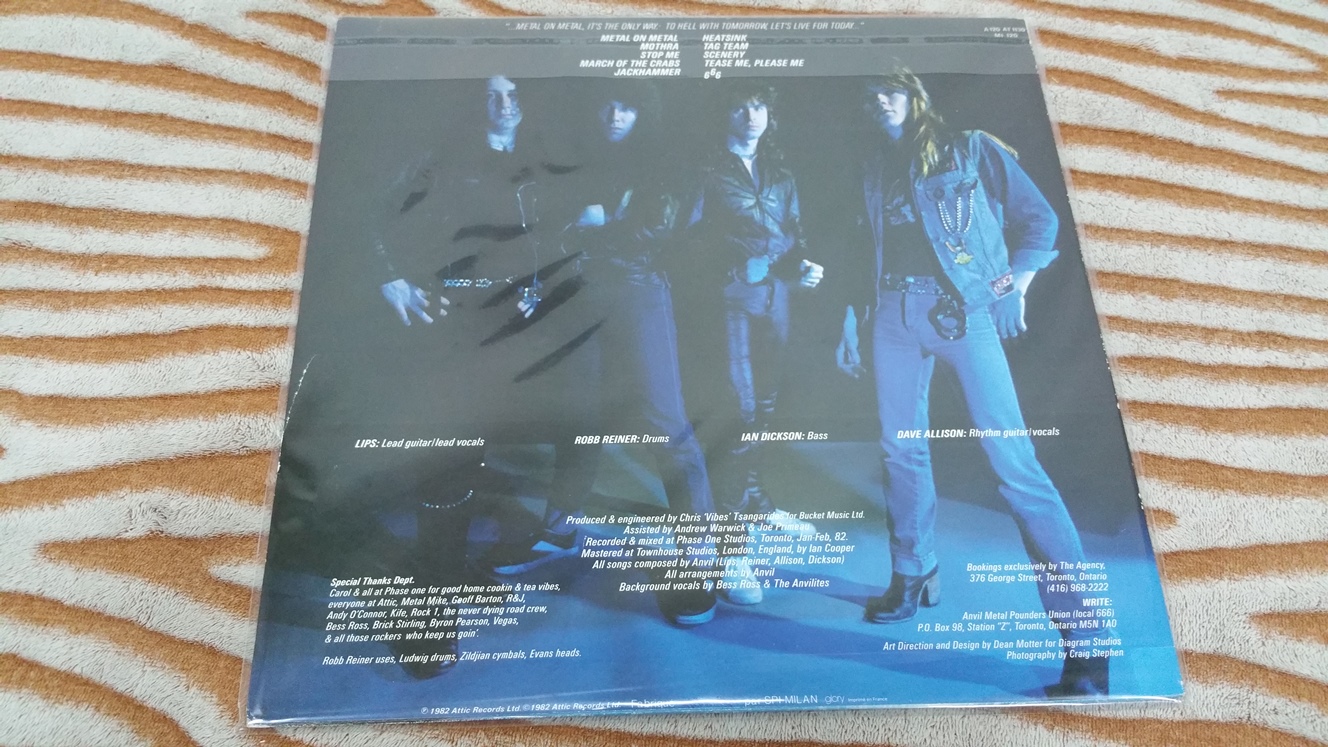 "...METAL ON METAL, IT'S THE ONLY WAY- TO HELL WITH TOMORROW, LET'S LIVE FOR TODAY..."
METAL ON METAL
MOTHRA
STOP ME
MARCH OF THE CRABS
JACKHAMMER
HEATSINK
TAG TEAM
SCENERY
TEASE ME, PLEASE ME
666
LIPS: Lead guitar/lead vocals
ROBB REINER: Drums
IAN DICKSON: Bass
DAVE ALLISON: Rhythm guitar/vocals
Produced & engineered by Chris 'Vibes' Tsangarides for Bucket Music Ltd.
Assisted by Andrew Warwick & Joe Primeau
Recorded & mixed at Phase One Studios, Toronto, Jan-Feb, 82.
Mastered at Townhouse Studios, London, England, by Ian Cooper
All songs composed by Anvil (Lips, Reiner, Allison, Dickson)
All arrangements by Anvil
Background vocals by Bess Ross & The Anvilites
Special Thanks Dept.
Carol & all at Phase one for good home cookin & tea vibes,
everyone at Attic, Metal Mike, Geoff Barton, R&J,
Andy O'Connor, Kife, Rock 1, the never dying road crew,
Bess Ross, Brick Stirling, Byron Pearson, Vegas,
& all those rockers who keep us goin'.
Robb Reiner uses, Ludwig drums, Zildjian cymbals, Evans heads.
Bookings exclusively by The Agency,
376 George Street, Toronto, Ontario
(416) 968-2222
WRITE:
Anvil Metal Pounders Union (local 666)
P.O. Box 98, Station "Z", Toronto, Ontario M5N 1A0
Art Direction and Design by Dean Motter for Diagram Studios
Photography by Craig Stephen
℗ 1982 Attic Records Ltd. © 1982 Attic Records Ltd. par SPI-MILAN glory Imprimé en France